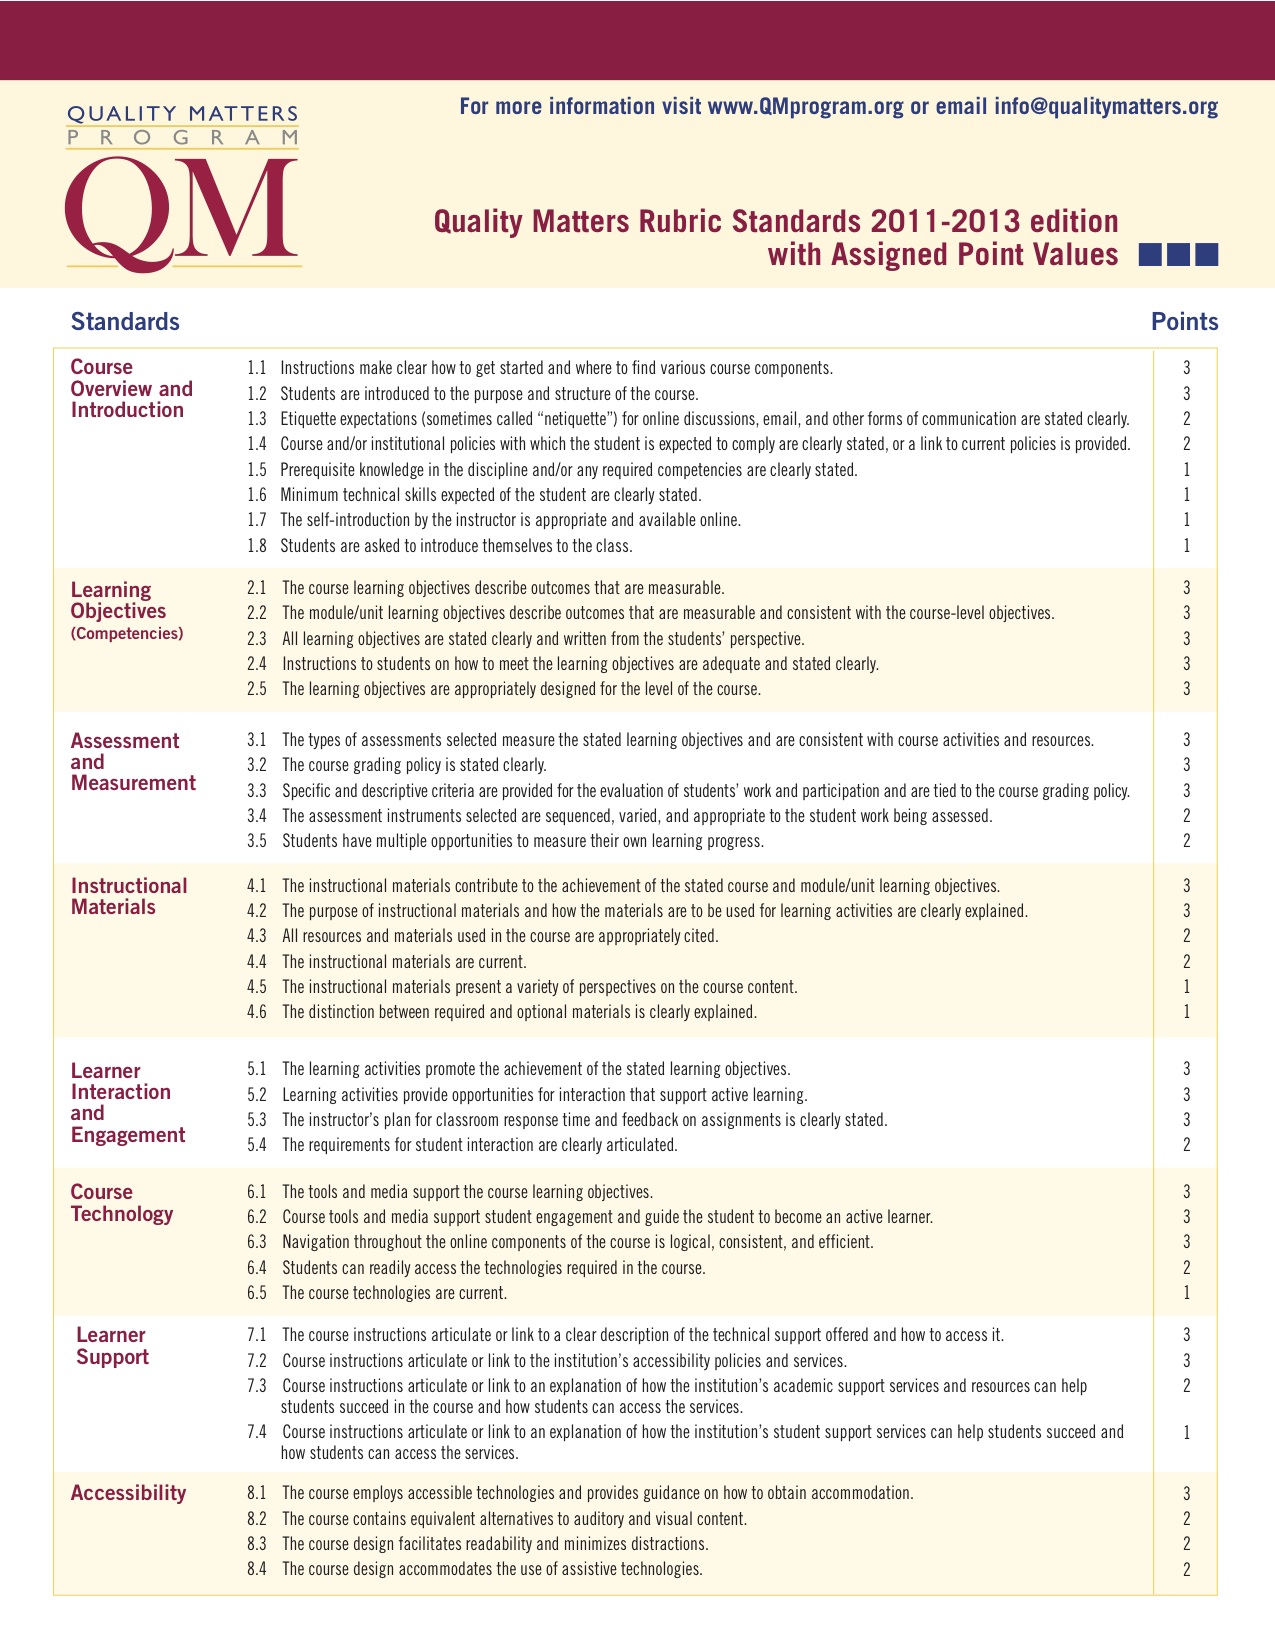 QUALITY MATTERS
PROGRAM
QM
For more information visit www.QMprogram.org or email info@qualitymatters.org
Quality Matters Rubric Standards 2011-2013 edition
with Assigned Point Values
Standards Points
Course
Overview and
Introduction
1.1 Instructions make clear how to get started and where to find various course components. 3
1.2 Students are introduced to the purpose and structure of the course. 3
1.3 Etiquette expectations (sometimes called “netiquette”) for online discussions, email, and other forms of communication are stated clearly. 2
1.4 Course and/or institutional policies with which the student is expected to comply are clearly stated, or a link to current policies is provided. 2
1.5 Prerequisite knowledge in the discipline and/or any required competencies are clearly stated. 1
1.6 Minimum technical skills expected of the student are clearly stated. 1
1.7 The self-introduction by the instructor is appropriate and available online. 1
1.8 Students are asked to introduce themselves to the class. 1
Learning
Objectives
(Competencies)
2.1 The course learning objectives describe outcomes that are measurable. 3
2.2 The module/unit learning objectives describe outcomes that are measurable and consistent with the course-level objectives. 3
2.3 All learning objectives are stated clearly and written from the students’ perspective. 3
2.4 Instructions to students on how to meet the learning objectives are adequate and stated clearly. 3
2.5 The learning objectives are appropriately designed for the level of the course. 3
Assessment
and
Measurement
3.1 The types of assessments selected measure the stated learning objectives and are consistent with course activities and resources. 3
3.2 The course grading policy is stated clearly. 3
3.3 Specific and descriptive criteria are provided for the evaluation of students’ work and participation and are tied to the course grading policy. 3
3.4 The assessment instruments selected are sequenced, varied, and appropriate to the student work being assessed. 2
3.5 Students have multiple opportunities to measure their own learning progress. 2
Instructional
Materials
4.1 The instructional materials contribute to the achievement of the stated course and module/unit learning objectives. 3
4.2 The purpose of instructional materials and how the materials are to be used for learning activities are clearly explained. 3
4.3 All resources and materials used in the course are appropriately cited. 2
4.4 The instructional materials are current. 2
4.5 The instructional materials present a variety of perspectives on the course content. 1
4.6 The distinction between required and optional materials is clearly explained. 1
Learner
Interaction
and
Engagement
5.1 The learning activities promote the achievement of the stated learning objectives. 3
5.2 Learning activities provide opportunities for interaction that support active learning. 3
5.3 The instructor’s plan for classroom response time and feedback on assignments is clearly stated. 3
5.4 The requirements for student interaction are clearly articulated. 2
Course
Technology
6.1 The tools and media support the course learning objectives. 3
6.2 Course tools and media support student engagement and guide the student to become an active learner. 3
6.3 Navigation throughout the online components of the course is logical, consistent, and efficient. 3
6.4 Students can readily access the technologies required in the course. 2
6.5 The course technologies are current. 1
Learner
Support
7.1 The course instructions articulate or link to a clear description of the technical support offered and how to access it. 3
7.2 Course instructions articulate or link to the institution’s accessibility policies and services. 3
7.3 Course instructions articulate or link to an explanation of how the institution’s academic support services and resources can help 2
students succeed in the course and how students can access the services.
7.4 Course instructions articulate or link to an explanation of how the institution’s student support services can help students succeed and 1
how students can access the services.
Accessibility
8.1 The course employs accessible technologies and provides guidance on how to obtain accommodation. 3
8.2 The course contains equivalent alternatives to auditory and visual content. 2
8.3 The course design facilitates readability and minimizes distractions. 2
8.4 The course design accommodates the use of assistive technologies. 2